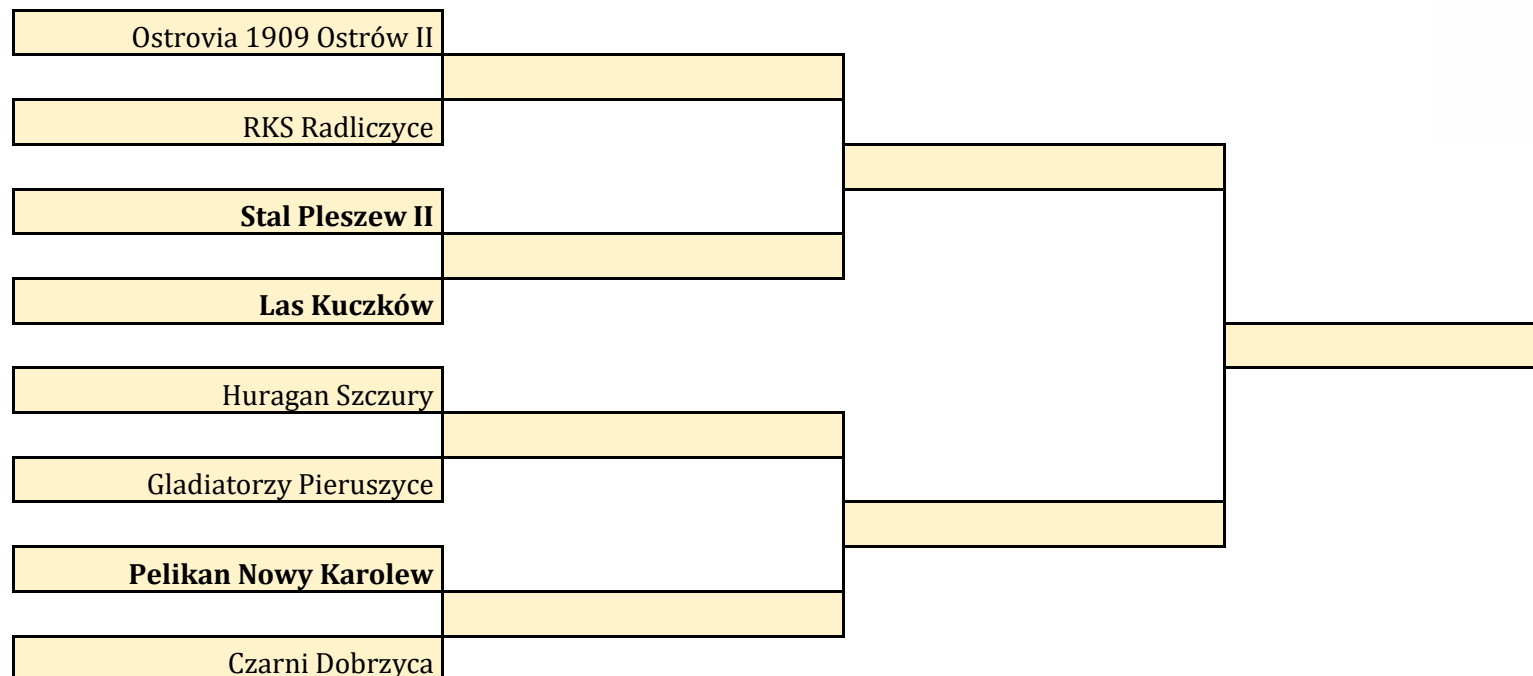 Ostrovia 1909 Ostrów II
RKS Radliczyce
Stal Pleszew II
Las Kuczków
Huragan Szczury
Gladiatorzy Pieruszyce
Pelikan Nowy Karolew
Czarni Dobrzyca